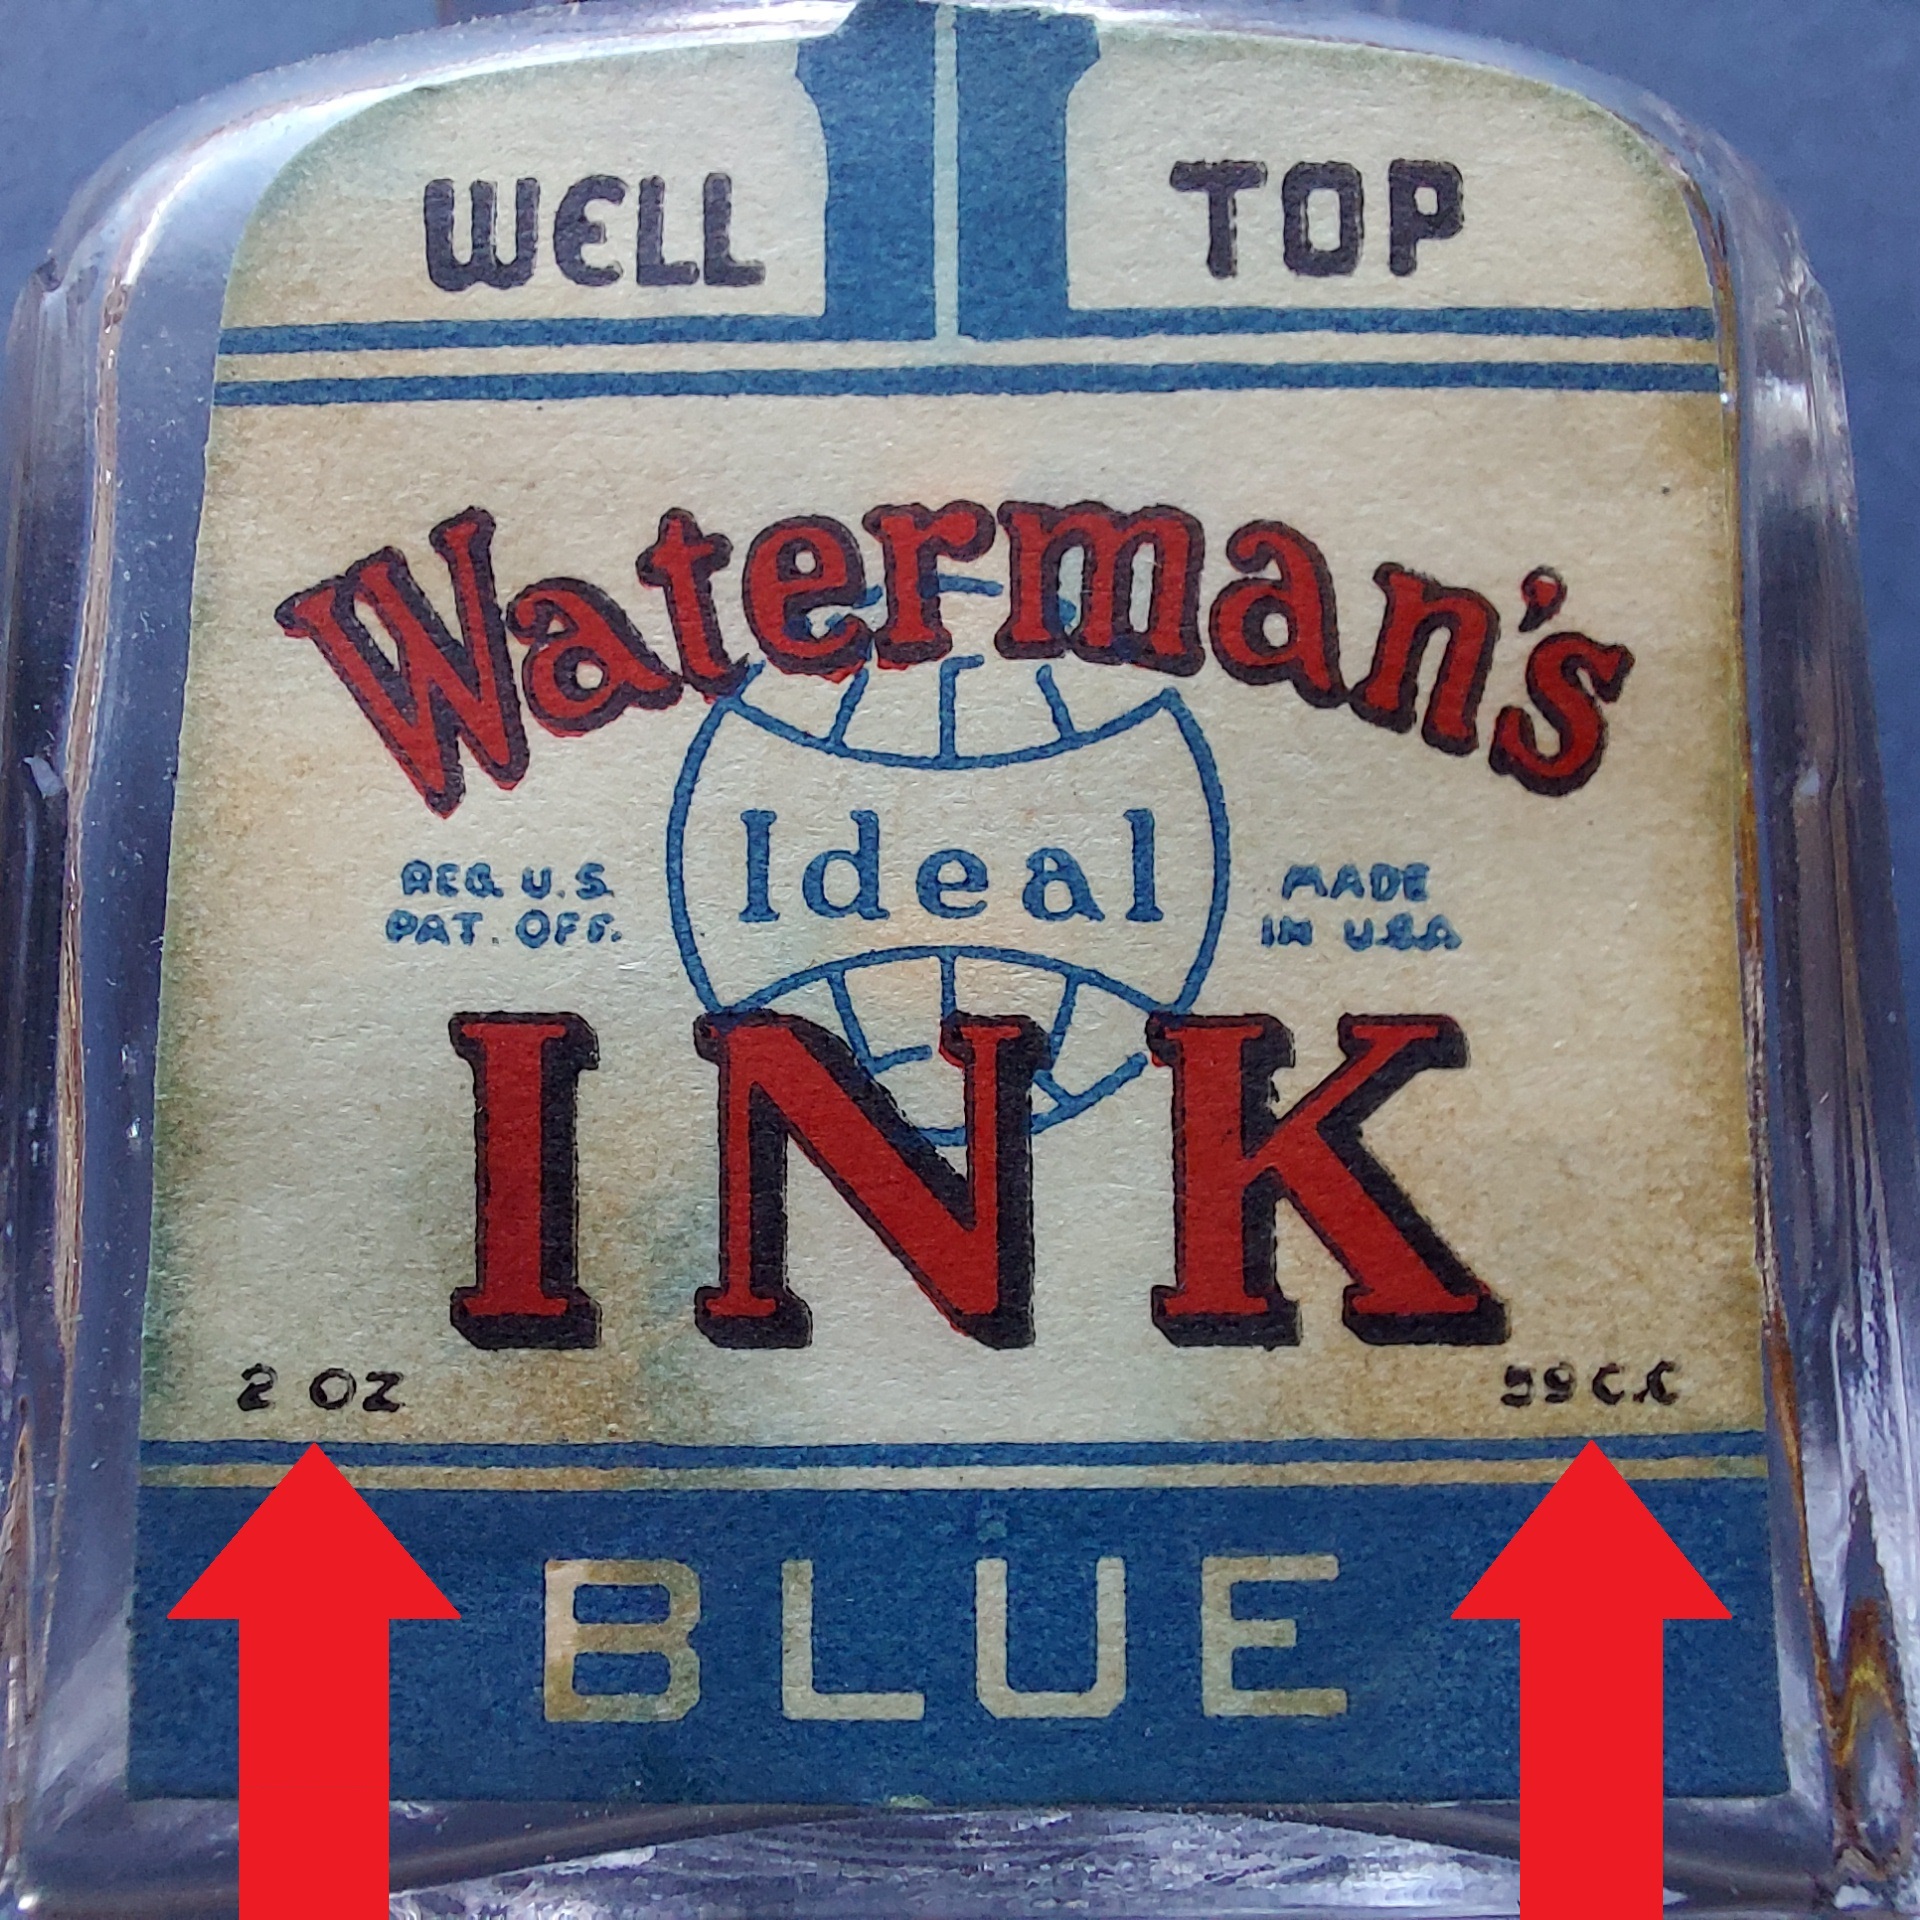 WELL TOP
Waterman's
Ideal
REG. U.S.
PAT. OFF.
MADE
IN U.S.A.
INK
2 OZ
59 C.C.
BLUE